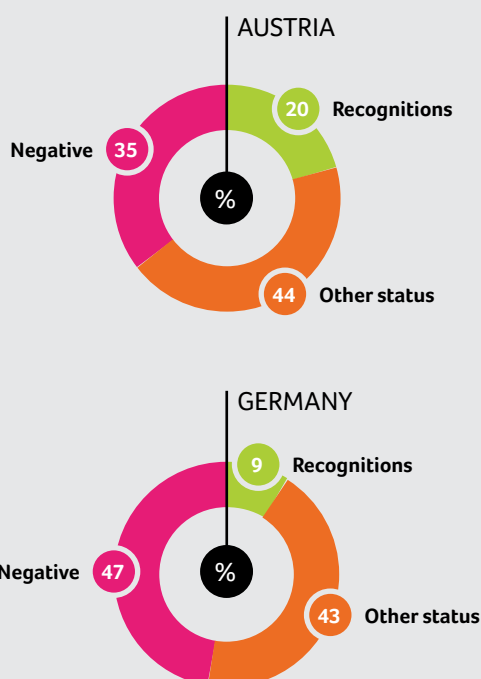 AUSTRIA
20 Recognitions
Negative 35
%
44 Other status
GERMANY
9 Recognitions
Negative 47
%
43 Other status